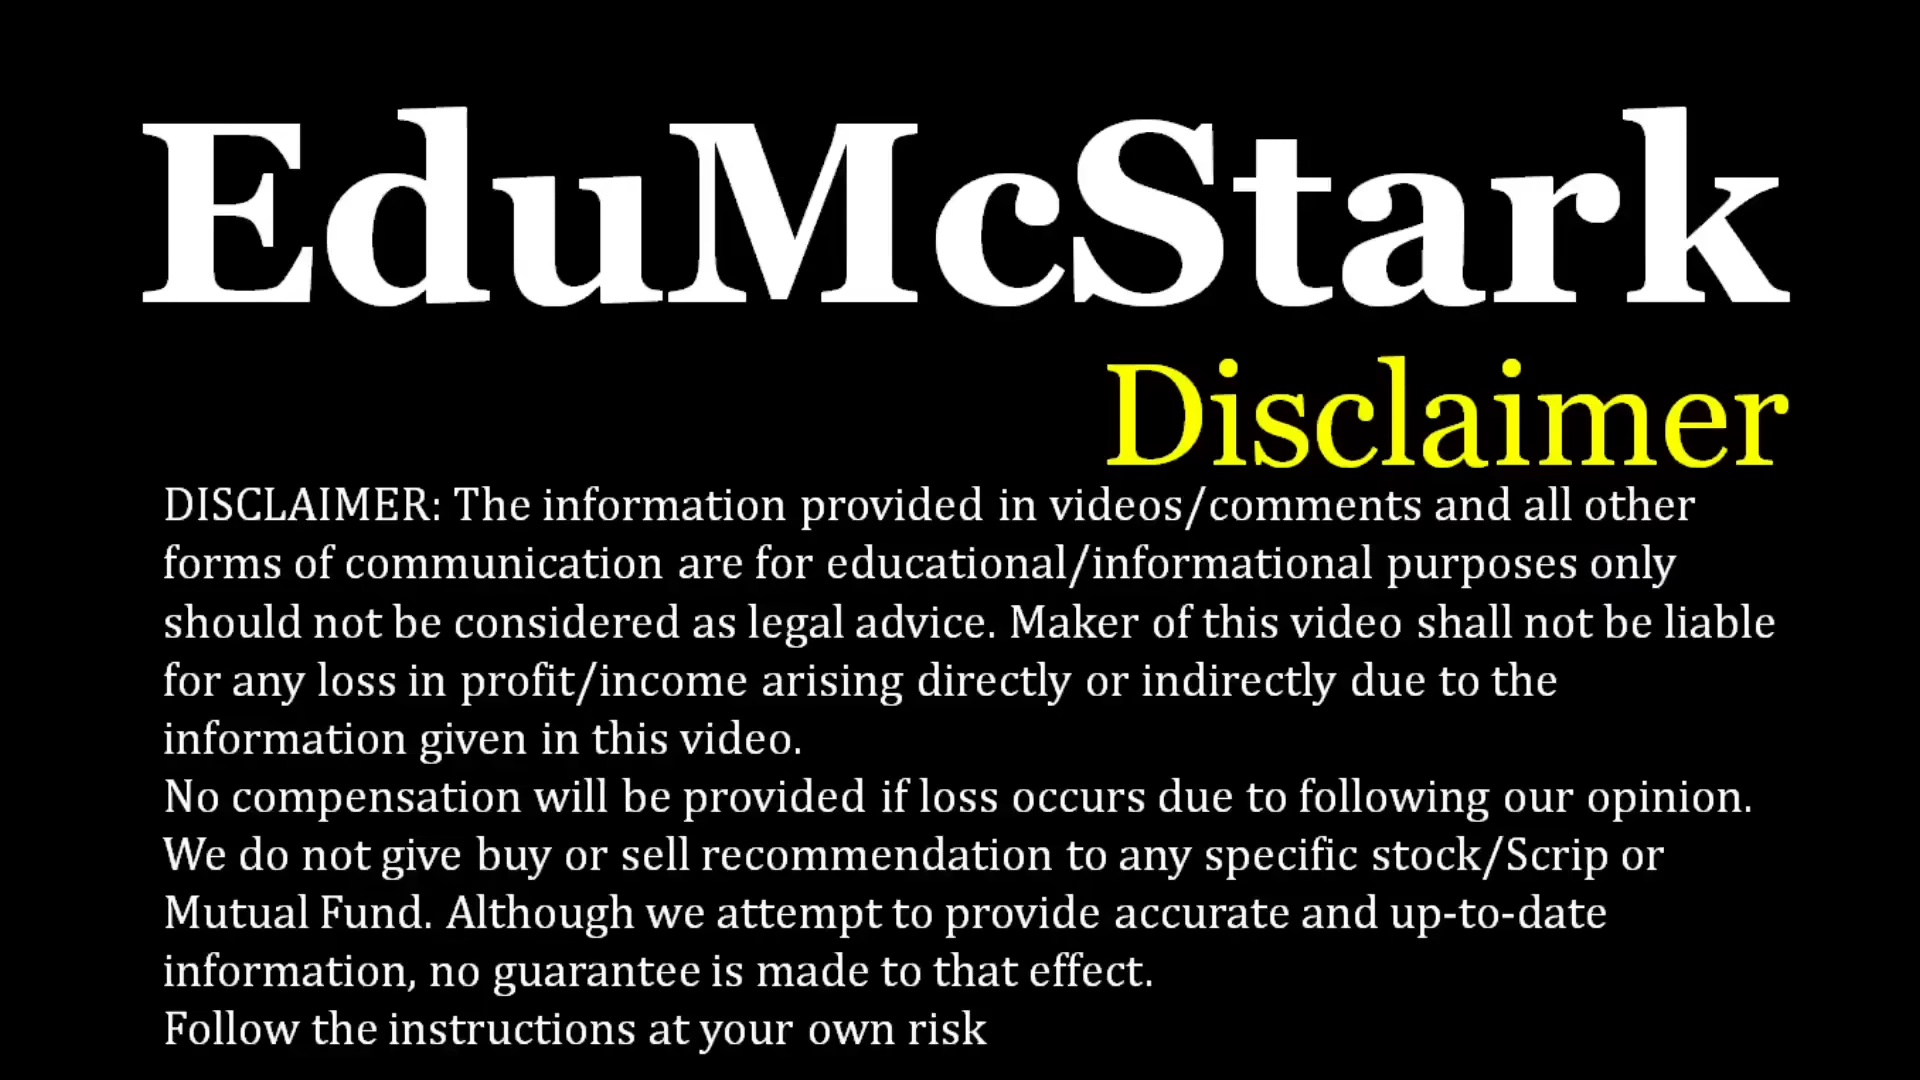 EduMcStark
Disclaimer
DISCLAIMER: The information provided in videos/comments and all other
forms of communication are for educational/informational purposes only
should not be considered as legal advice. Maker of this video shall not be liable
for any loss in profit/income arising directly or indirectly due to the
information given in this video.
No compensation will be provided if loss occurs due to following our opinion.
We do not give buy or sell recommendation to any specific stock/Scrip or
Mutual Fund. Although we attempt to provide accurate and up-to-date
information, no guarantee is made to that effect.
Follow the instructions at your own risk